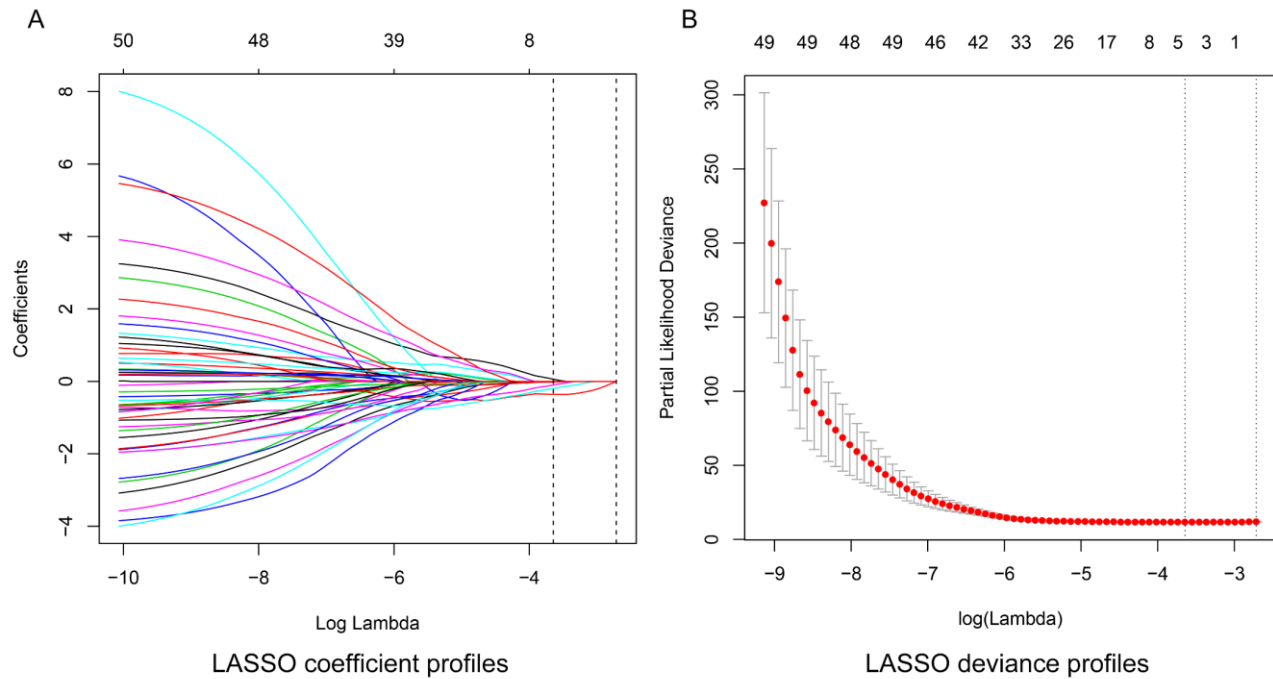 A
50 48 39 8
8
6
4
2
0
−2
−4
Coefficients
−10 −8 −6 −4
Log Lambda
LASSO coefficient profiles
B
49 49 48 49 46 42 33 26 17 8 5 3 1
300
250
200
150
100
50
0
Partial Likelihood Deviance
−9 −8 −7 −6 −5 −4 −3
log(Lambda)
LASSO deviance profiles